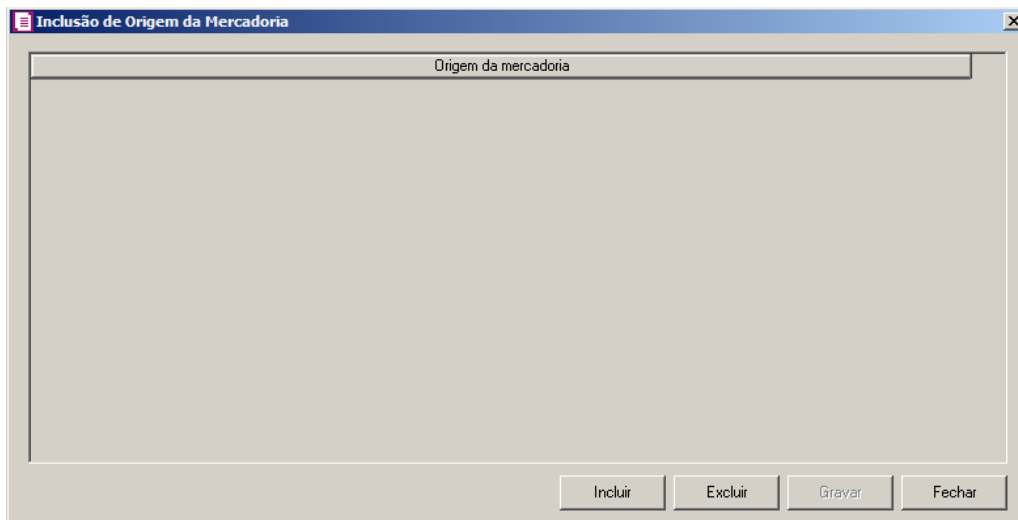 Inclusão de Origem da Mercadoria
Origem da mercadoria
Incluir Excluir Gravar Fechar